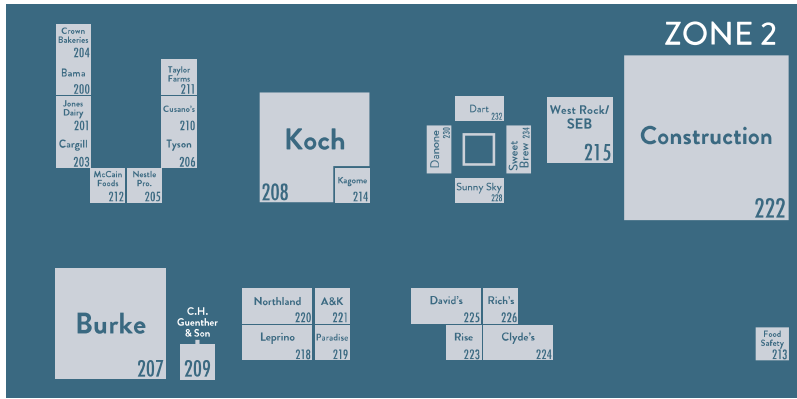 ZONE 2
Crown
Bakeries
204
Bama
200
Jones
Dairy
201
Cargill
203
McCain
Foods
212
Nestle
Pro.
205
Taylor
Farms
211
Cusano's
210
Tyson
206
Koch
208
Kagome
214
Dart
232
Danone
230
Sweet
Brew
234
Sunny Sky
228
West Rock/
SEB
215
Construction
222
Burke
207
C.H.
Guenther
& Son
209
Northland
220
A&K
221
Leprino
218
Paradise
219
David's
225
Rich's
226
Rise
223
Clyde's
224
Food
Safety
213